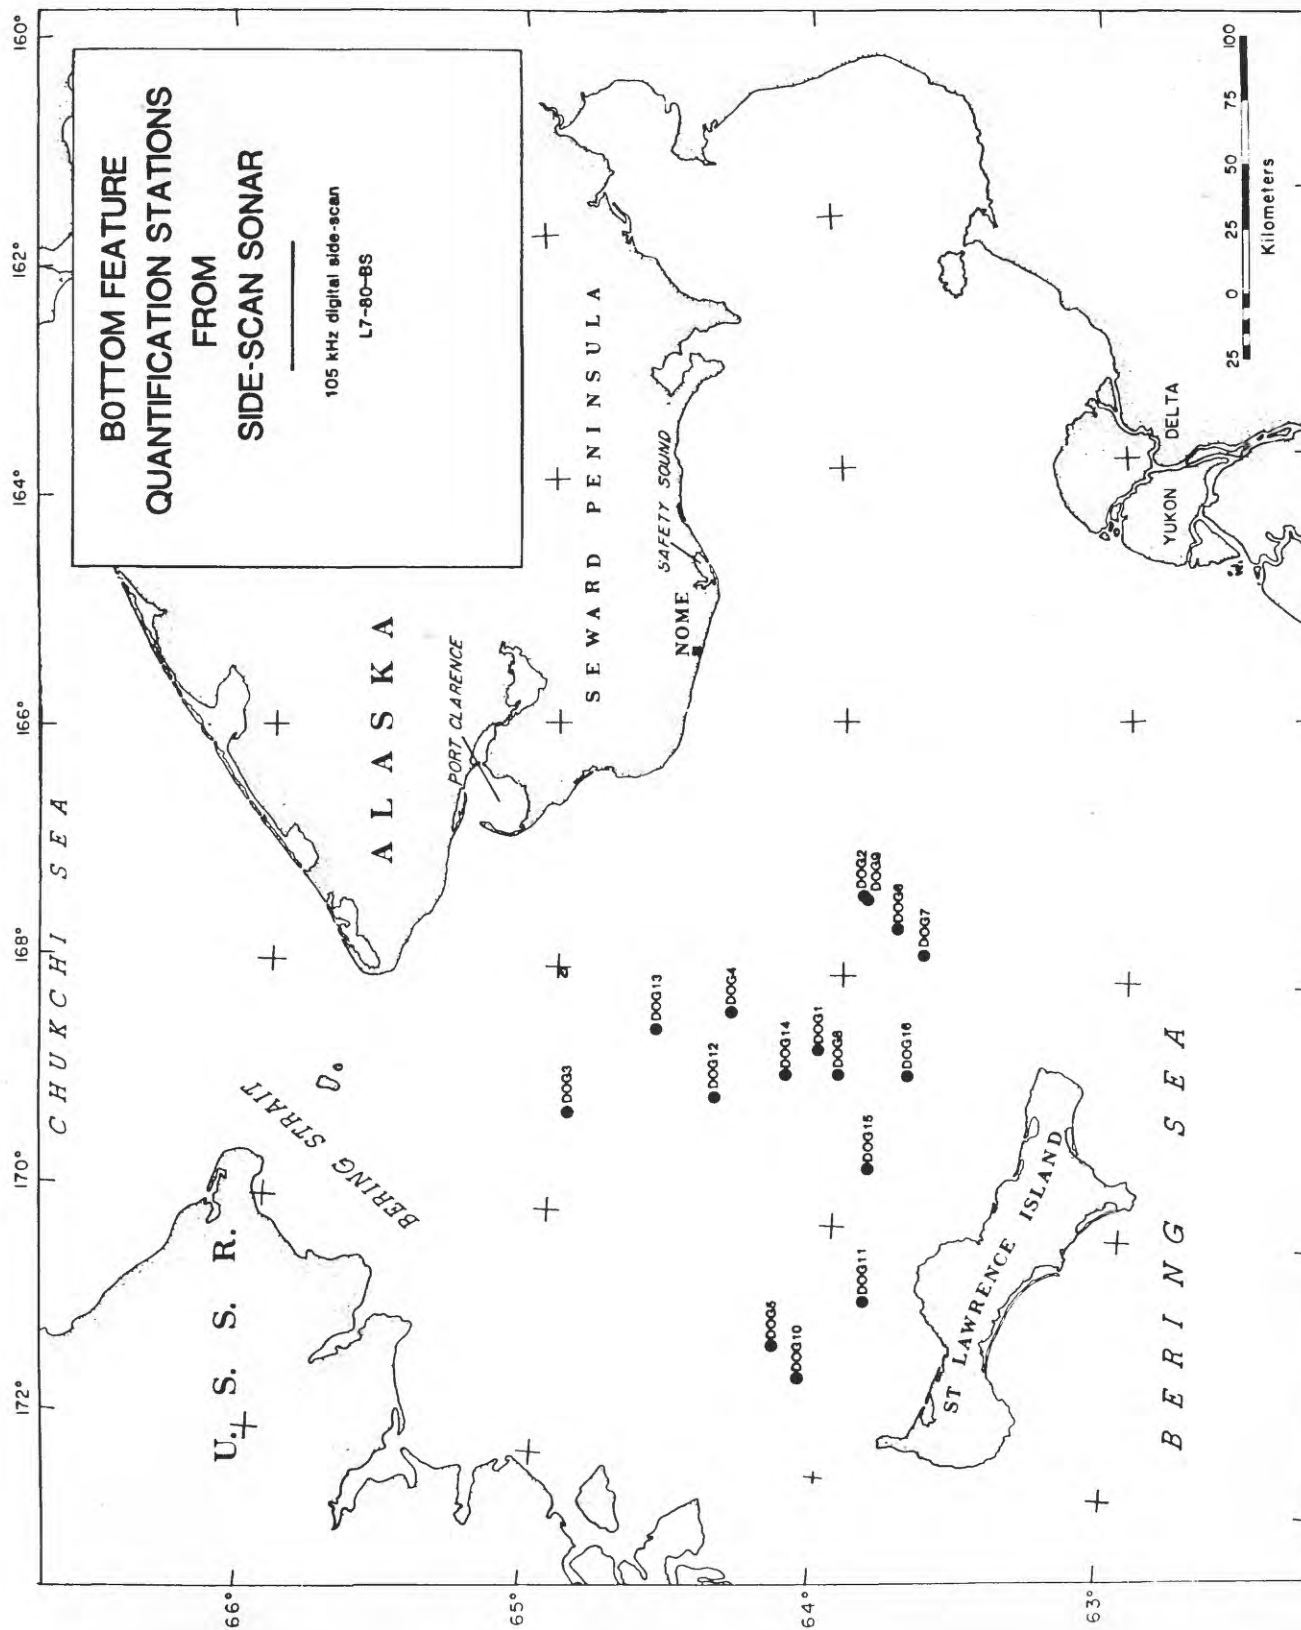 BOTTOM FEATURE
QUANTIFICATION STATIONS
FROM
SIDE-SCAN SONAR
105 kHz digital side-scan
L7-80-BS
160°
162°
164°
166°
168°
170°
172°
66°
65°
64°
63°
CHUKCHI SEA
BERING STRAIT
U. S. S. R.
ALASKA
PORT CLARENCE
SEWARD PENINSULA
SAFETY SOUND
NOME
YUKON
DELTA
ST LAWRENCE ISLAND
BERING SEA
DOG3
DOG13
DOG12
DOG4
DOG14
DOG1
DOG8
DOG16
DOG2
DOG9
DOG6
DOG7
DOG15
DOG11
DOG5
DOG10
25 0 25 50 75 100
Kilometers